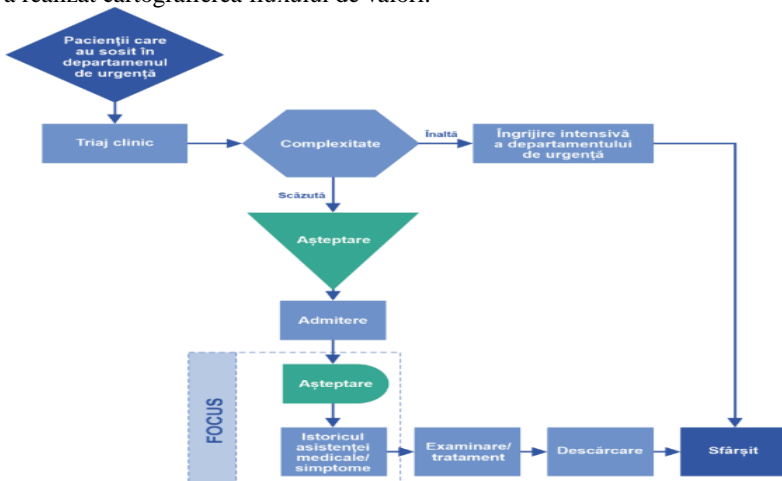 a realizat cartografierea fluxului de valori.
Pacienții care
au sosit în
departamenul
de urgență
Triaj clinic
Complexitate
Înaltă
Îngrijire intensivă
a departamentului
de urgență
Scăzută
Așteptare
Admitere
FOCUS
Așteptare
Istoricul
asistenței
medicale/
simptome
Examinare/
tratament
Descărcare
Sfârșit